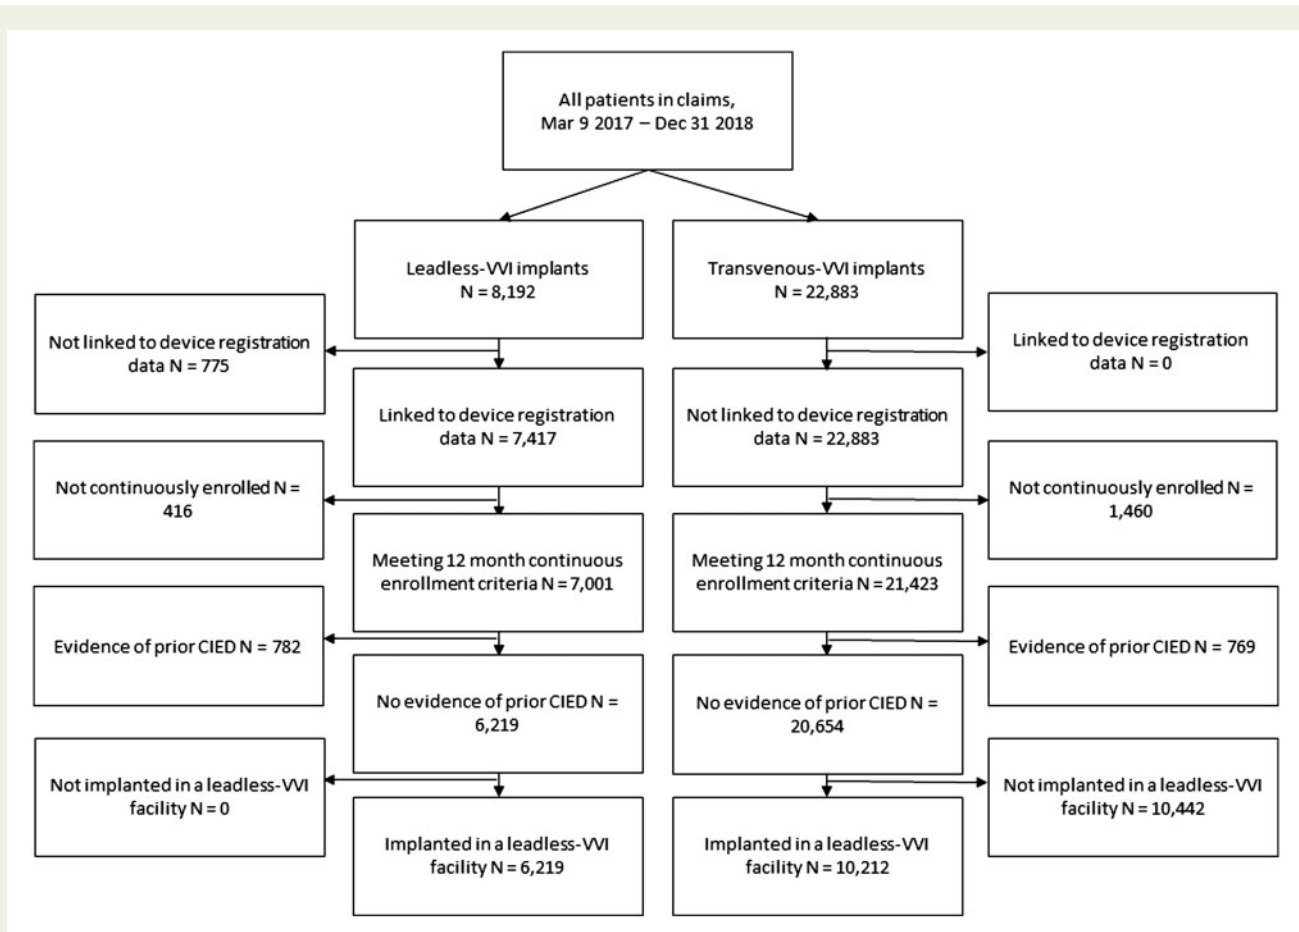 All patients in claims,
Mar 9 2017 – Dec 31 2018
Leadless-VVI implants
N = 8,192
Transvenous-VVI implants
N = 22,883
Not linked to device registration
data N = 775
Linked to device registration
data N = 0
Linked to device registration
data N = 7,417
Not linked to device registration
data N = 22,883
Not continuously enrolled N =
416
Not continuously enrolled N =
1,460
Meeting 12 month continuous
enrollment criteria N = 7,001
Meeting 12 month continuous
enrollment criteria N = 21,423
Evidence of prior CIED N = 782
Evidence of prior CIED N = 769
No evidence of prior CIED N =
6,219
No evidence of prior CIED N =
20,654
Not implanted in a leadless-VVI
facility N = 0
Not implanted in a leadless-VVI
facility N = 10,442
Implanted in a leadless-VVI
facility N = 6,219
Implanted in a leadless-VVI
facility N = 10,212